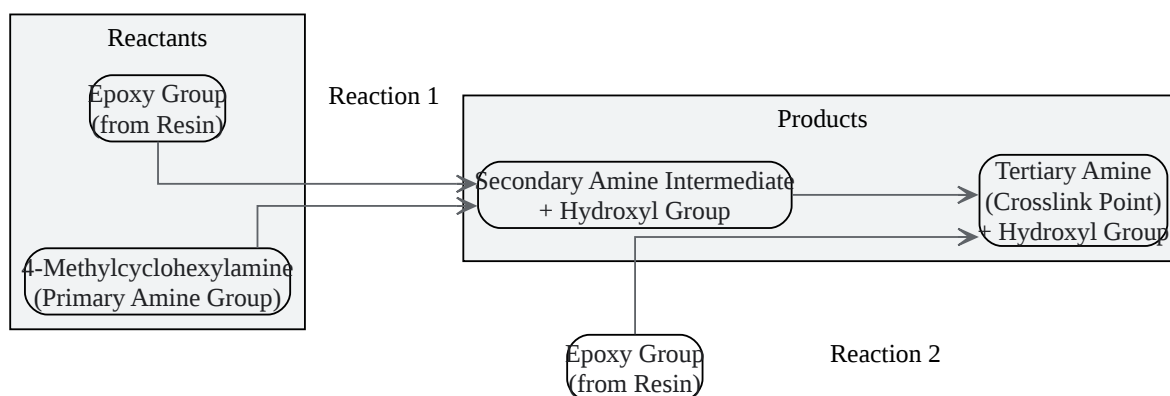 Reactants
Epoxy Group
(from Resin)
Reaction 1
4-Methylcyclohexylamine
(Primary Amine Group)
Products
Secondary Amine Intermediate
+ Hydroxyl Group
Tertiary Amine
(Crosslink Point)
+ Hydroxyl Group
Epoxy Group
(from Resin)
Reaction 2